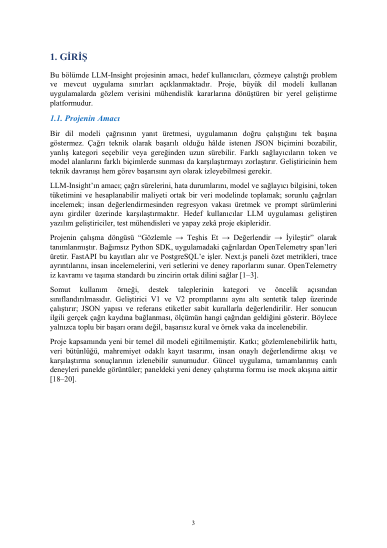 1. GİRİŞ
Bu bölümde LLM-Insight projesinin amacı, hedef kullanıcıları, çözmeye çalıştığı problem
ve mevcut uygulama sınırları açıklanmaktadır. Proje, büyük dil modeli kullanan
uygulamalarda gözlem verisini mühendislik kararlarına dönüştüren bir yerel geliştirme
platformudur.
1.1. Projenin Amacı
Bir dil modeli çağrısının yanıt üretmesi, uygulamanın doğru çalıştığını tek başına
göstermez. Çağrı teknik olarak başarılı olduğu hâlde istenen JSON biçimini bozabilir,
yanlış kategori seçebilir veya gereğinden uzun sürebilir. Farklı sağlayıcıların token ve
model alanlarını farklı biçimlerde sunması da karşılaştırmayı zorlaştırır. Geliştiricinin hem
teknik davranışı hem görev başarısını ayrı olarak izleyebilmesi gerekir.
LLM-Insight'ın amacı; çağrı sürelerini, hata durumlarını, model ve sağlayıcı bilgisini, token
tüketimini ve hesaplanabilir maliyeti ortak bir veri modelinde toplamak; sorunlu çağrıları
incelemek; insan değerlendirmesinden regresyon vakası üretmek ve prompt sürümlerini
aynı girdiler üzerinde karşılaştırmaktır. Hedef kullanıcılar LLM uygulaması geliştiren
yazılım geliştiriciler, test mühendisleri ve yapay zekâ proje ekipleridir.
Projenin çalışma döngüsü “Gözlemle → Teşhis Et → Değerlendir → İyileştir” olarak
tanımlanmıştır. Bağımsız Python SDK, uygulamadaki çağrılardan OpenTelemetry span'leri
üretir. FastAPI bu kayıtları alır ve PostgreSQL'e işler. Next.js paneli özet metrikleri, trace
ayrıntılarını, insan incelemelerini, veri setlerini ve deney raporlarını sunar. OpenTelemetry
iz kavramı ve taşıma standardı bu zincirin ortak dilini sağlar [1–3].
Somut kullanım örneği, destek taleplerinin kategori ve öncelik açısından
sınıflandırılmasıdır. Geliştirici V1 ve V2 promptlarını aynı altı sentetik talep üzerinde
çalıştırır; JSON yapısı ve referans etiketler sabit kurallarla değerlendirilir. Her sonucun
ilgili gerçek çağrı kaydına bağlanması, ölçümün hangi çağrıdan geldiğini gösterir. Böylece
yalnızca toplu bir başarı oranı değil, başarısız kural ve örnek vaka da incelenebilir.
Proje kapsamında yeni bir temel dil modeli eğitilmemiştir. Katkı; gözlemlenebilirlik hattı,
veri bütünlüğü, mahremiyet odaklı kayıt tasarımı, insan onaylı değerlendirme akışı ve
karşılaştırma sonuçlarının izlenebilir sunumudur. Güncel uygulama, tamamlanmış canlı
deneyleri panelde görüntüler; paneldeki yeni deney çalıştırma formu ise mock akışına aittir
[18–20].
3